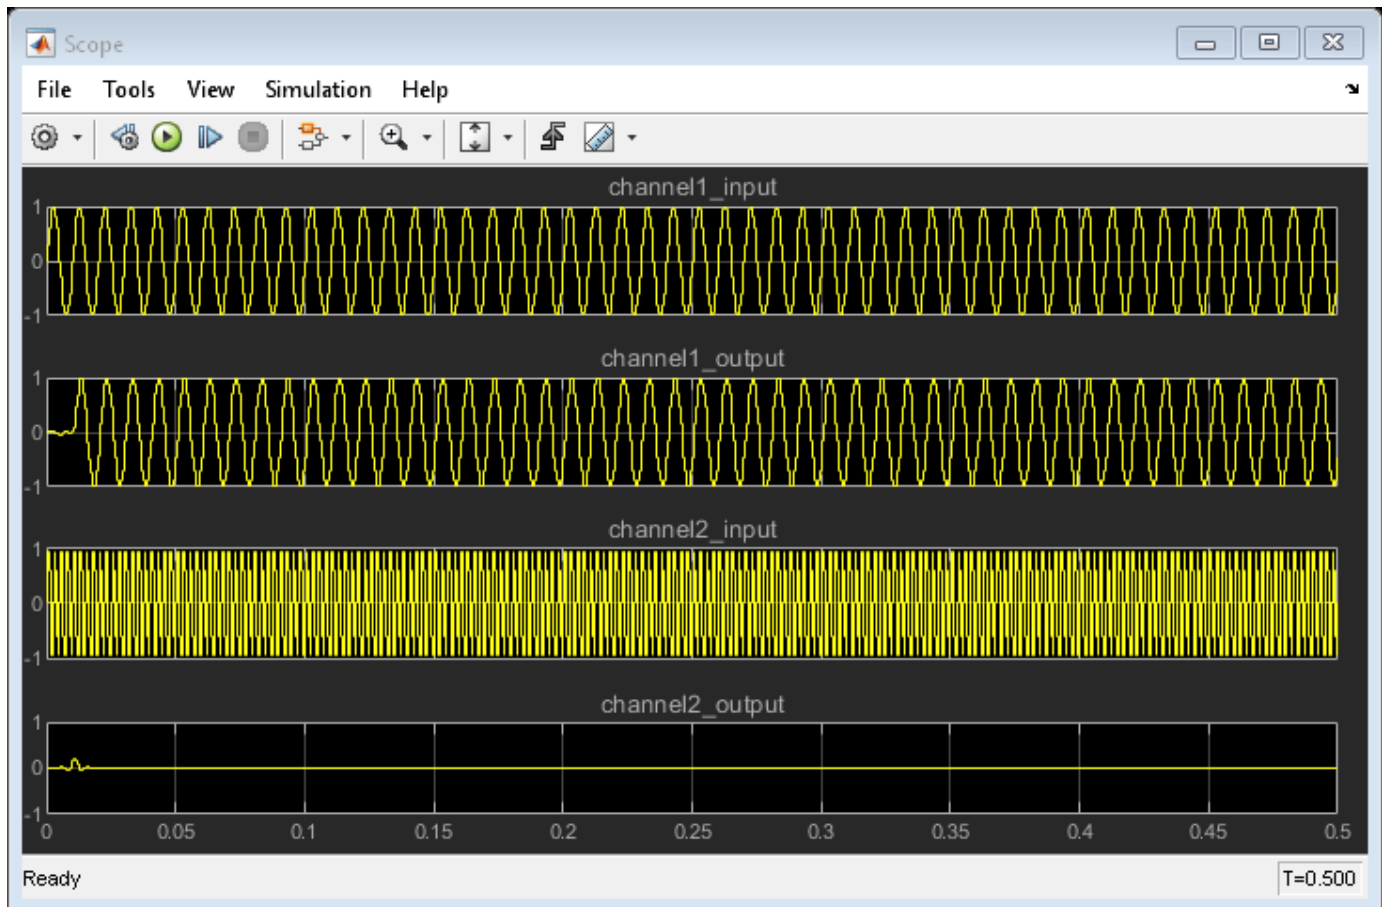 Scope
File Tools View Simulation Help
channel1_input
1
0
-1
channel1_output
1
0
-1
channel2_input
1
0
-1
channel2_output
1
0
-1
0 0.05 0.1 0.15 0.2 0.25 0.3 0.35 0.4 0.45 0.5
Ready T=0.500